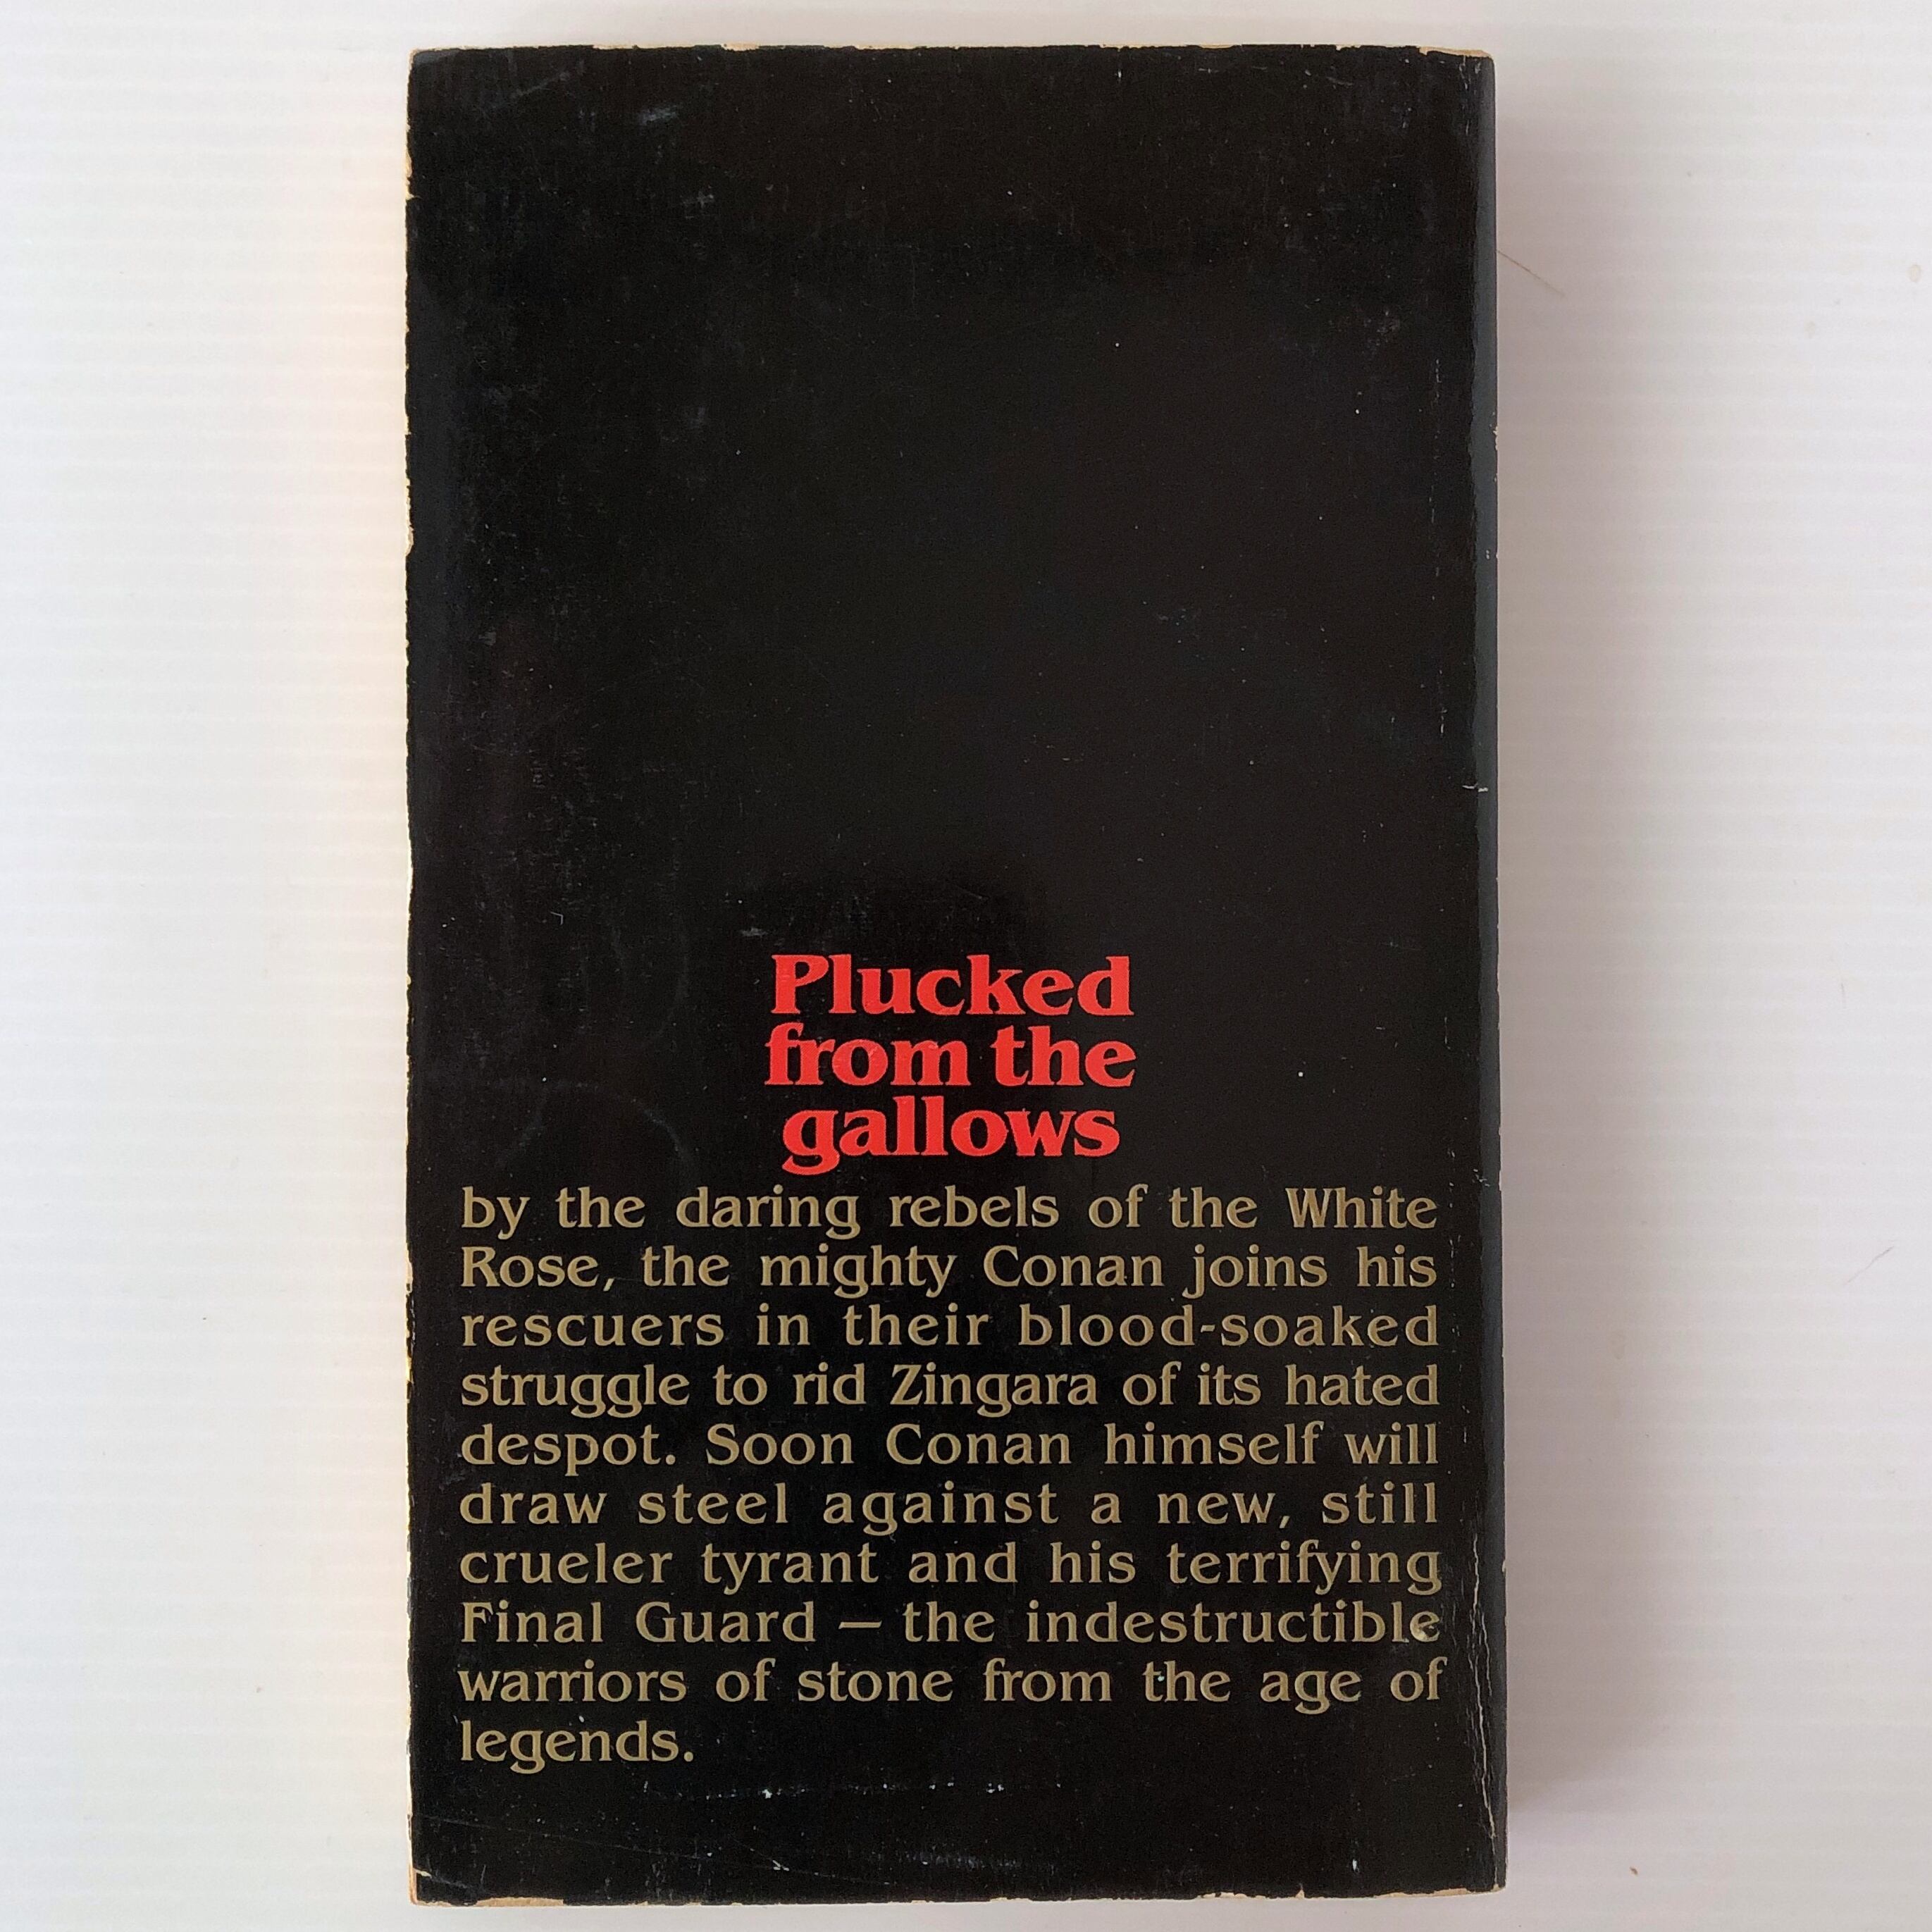 Plucked
from the
gallows
by the daring rebels of the White
Rose, the mighty Conan joins his
rescuers in their blood-soaked
struggle to rid Zingara of its hated
despot. Soon Conan himself will
draw steel against a new, still
crueler tyrant and his terrifying
Final Guard — the indestructible
warriors of stone from the age of
legends.